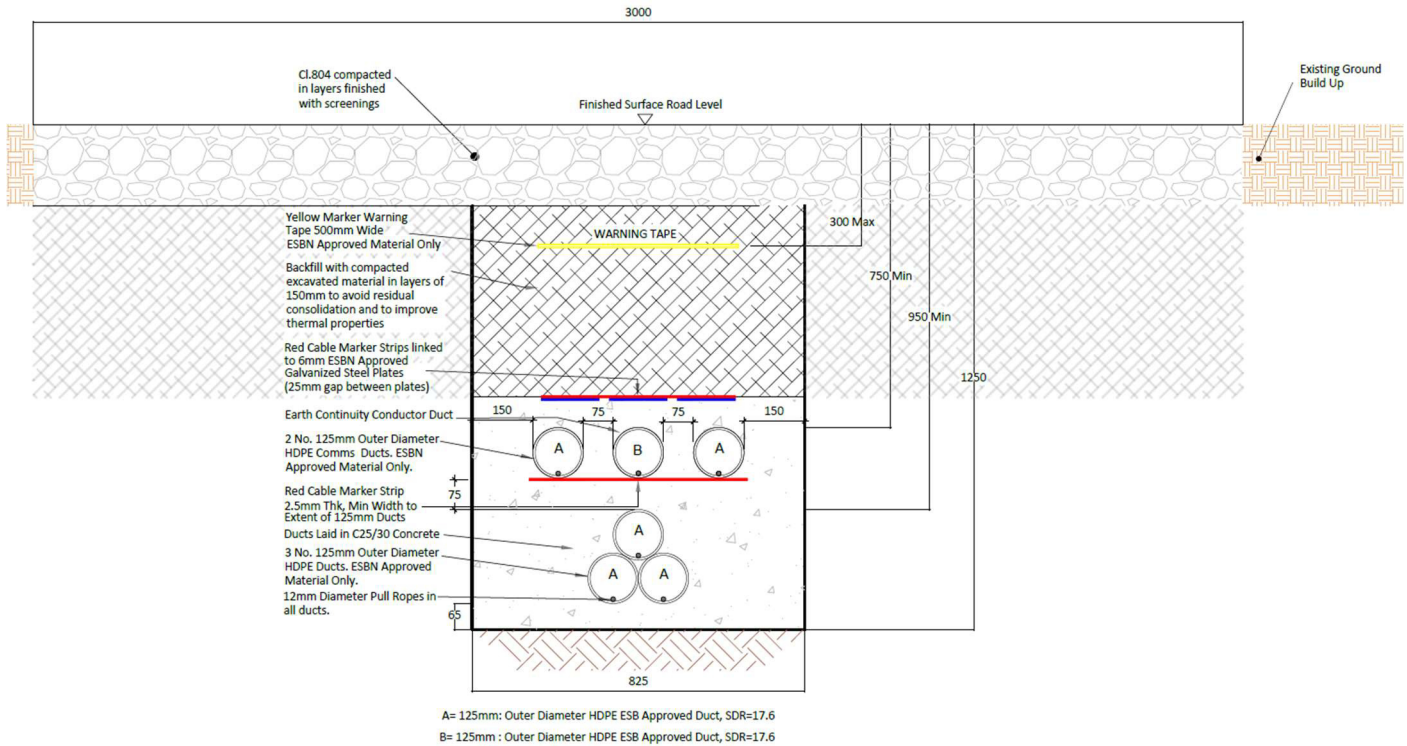 3000
Cl.804 compacted
in layers finished
with screenings
Finished Surface Road Level
Existing Ground
Build Up
Yellow Marker Warning
Tape 500mm Wide
ESBN Approved Material Only
WARNING TAPE
300 Max
Backfill with compacted
excavated material in layers of
150mm to avoid residual
consolidation and to improve
thermal properties
750 Min
950 Min
Red Cable Marker Strips linked
to 6mm ESBN Approved
Galvanized Steel Plates
(25mm gap between plates)
1250
150
75
75
150
Earth Continuity Conductor Duct
2 No. 125mm Outer Diameter
HDPE Comms Ducts. ESBN
Approved Material Only.
A
B
A
Red Cable Marker Strip
2.5mm Thk, Min Width to
Extent of 125mm Ducts
75
Ducts Laid in C25/30 Concrete
A
3 No. 125mm Outer Diameter
HDPE Ducts. ESBN Approved
Material Only.
A
A
12mm Diameter Pull Ropes in
all ducts.
65
825
A= 125mm: Outer Diameter HDPE ESB Approved Duct, SDR=17.6
B= 125mm : Outer Diameter HDPE ESB Approved Duct, SDR=17.6